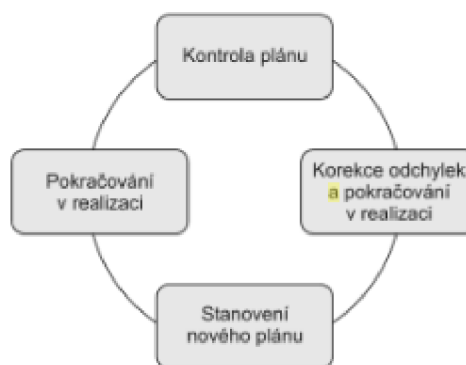 Kontrola plánu
Pokračování
v realizaci
Korekce odchylek
a pokračování
v realizaci
Stanovení
nového plánu